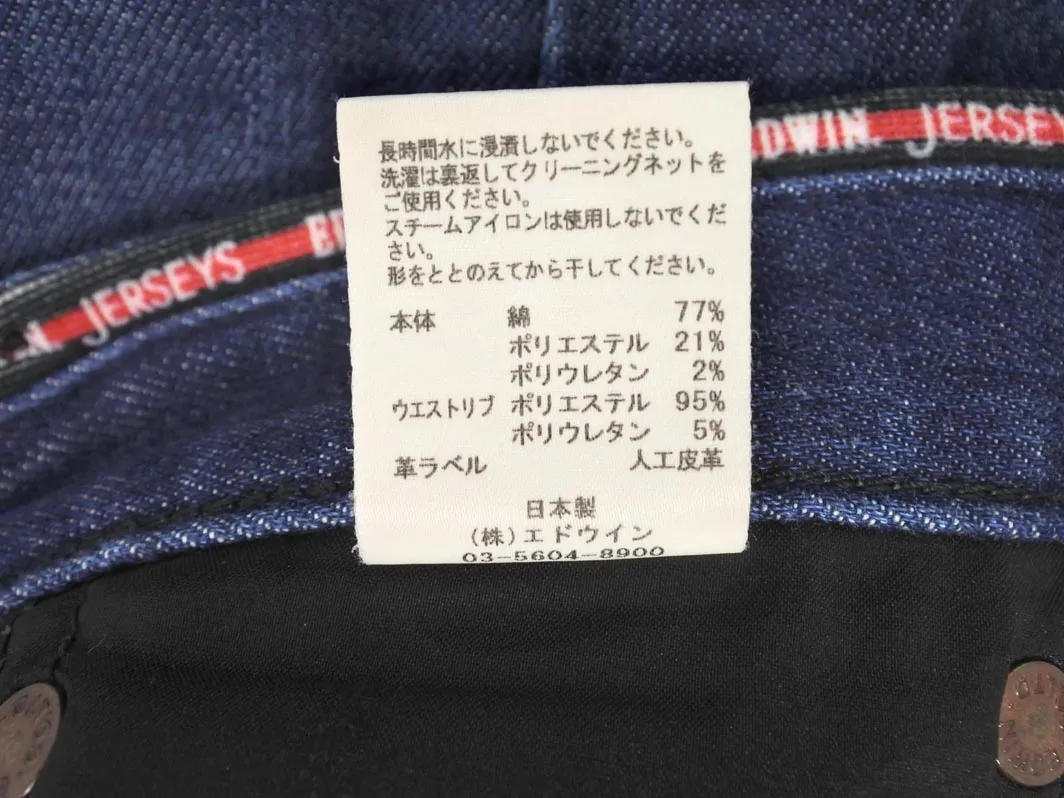 長時間水に浸漬しないでください。
洗濯は裏返してクリーニングネットを
ご使用ください。
スチームアイロンは使用しないでくだ
さい。
形をととのえてから干してください。
本体 綿 77%
ポリエステル 21%
ポリウレタン 2%
ウエストリブ ポリエステル 95%
ポリウレタン 5%
革ラベル 人工皮革
日本製
(株)エドウイン
03-5604-8900
JERSEYS
DWIN JERSEY